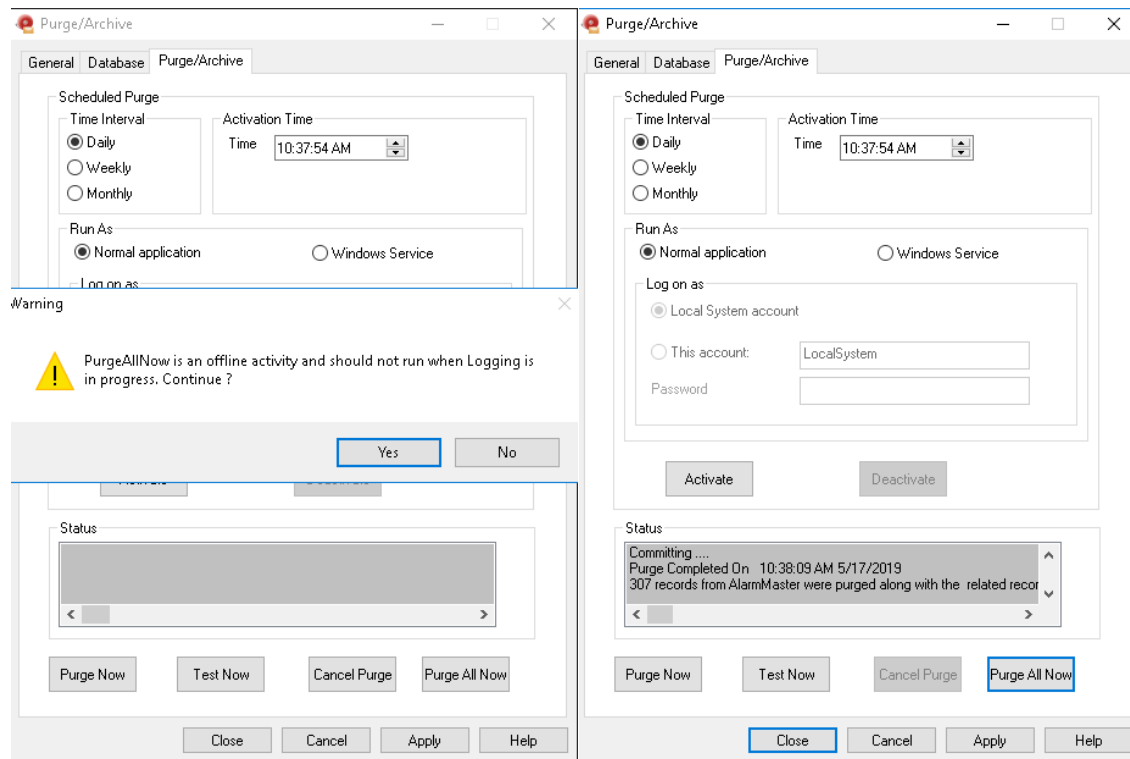 Purge/Archive
General Database Purge/Archive
Scheduled Purge
Time Interval
Daily
Weekly
Monthly
Activation Time
Time 10:37:54 AM
Run As
Normal application Windows Service
Log on as
Warning
PurgeAllNow is an offline activity and should not run when Logging is
in progress. Continue ?
Yes No
Status
Purge Now Test Now Cancel Purge Purge All Now
Close Cancel Apply Help
Purge/Archive
General Database Purge/Archive
Scheduled Purge
Time Interval
Daily
Weekly
Monthly
Activation Time
Time 10:37:54 AM
Run As
Normal application Windows Service
Log on as
Local System account
This account: LocalSystem
Password
Activate Deactivate
Status
Committing ....
Purge Completed On 10:38:09 AM 5/17/2019
307 records from AlarmMaster were purged along with the related recor
Purge Now Test Now Cancel Purge Purge All Now
Close Cancel Apply Help